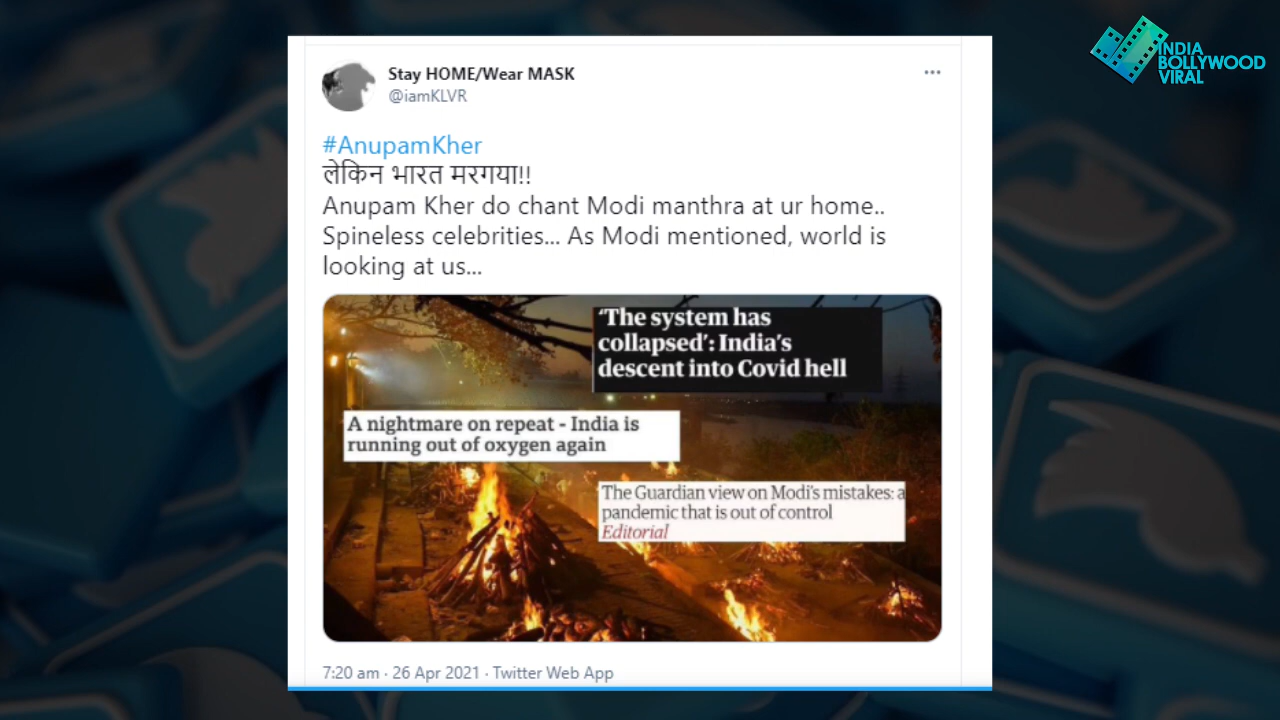 INDIA
BOLLYWOOD
VIRAL
Stay HOME/Wear MASK
@iamKLVR
#AnupamKher
लेकिन भारत मरगया!!
Anupam Kher do chant Modi manthra at ur home..
Spineless celebrities... As Modi mentioned, world is
looking at us...
‘The system has
collapsed’: India’s
descent into Covid hell
A nightmare on repeat - India is
running out of oxygen again
The Guardian view on Modi’s mistakes: a
pandemic that is out of control
Editorial
7:20 am · 26 Apr 2021 · Twitter Web App